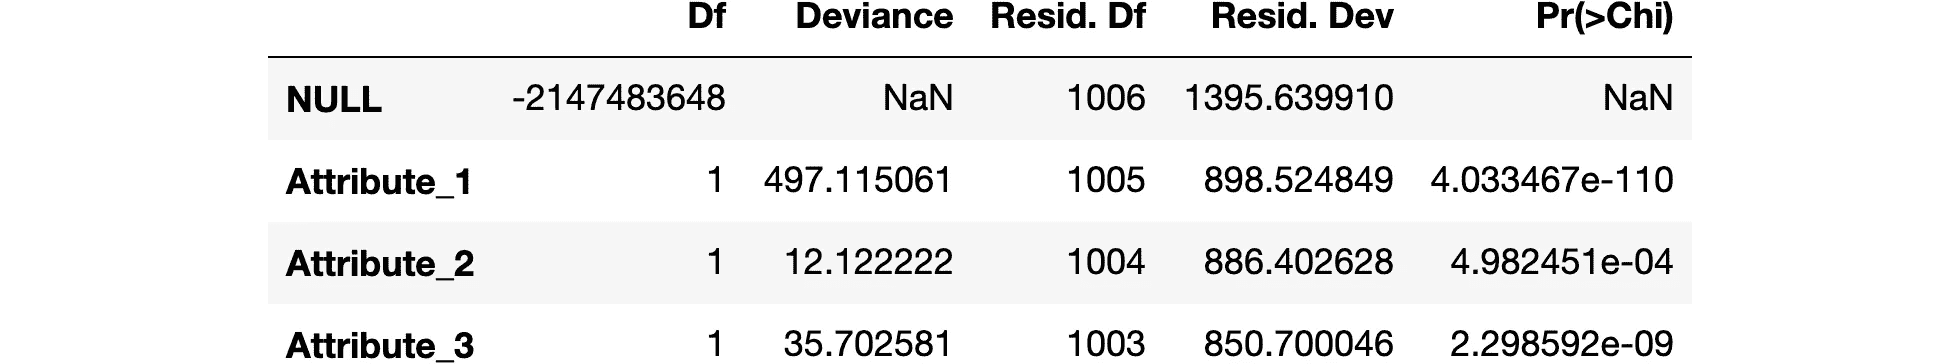 Df Deviance Resid. Df Resid. Dev Pr(>Chi)
NULL -2147483648 NaN 1006 1395.639910 NaN
Attribute_1 1 497.115061 1005 898.524849 4.033467e-110
Attribute_2 1 12.122222 1004 886.402628 4.982451e-04
Attribute_3 1 35.702581 1003 850.700046 2.298592e-09